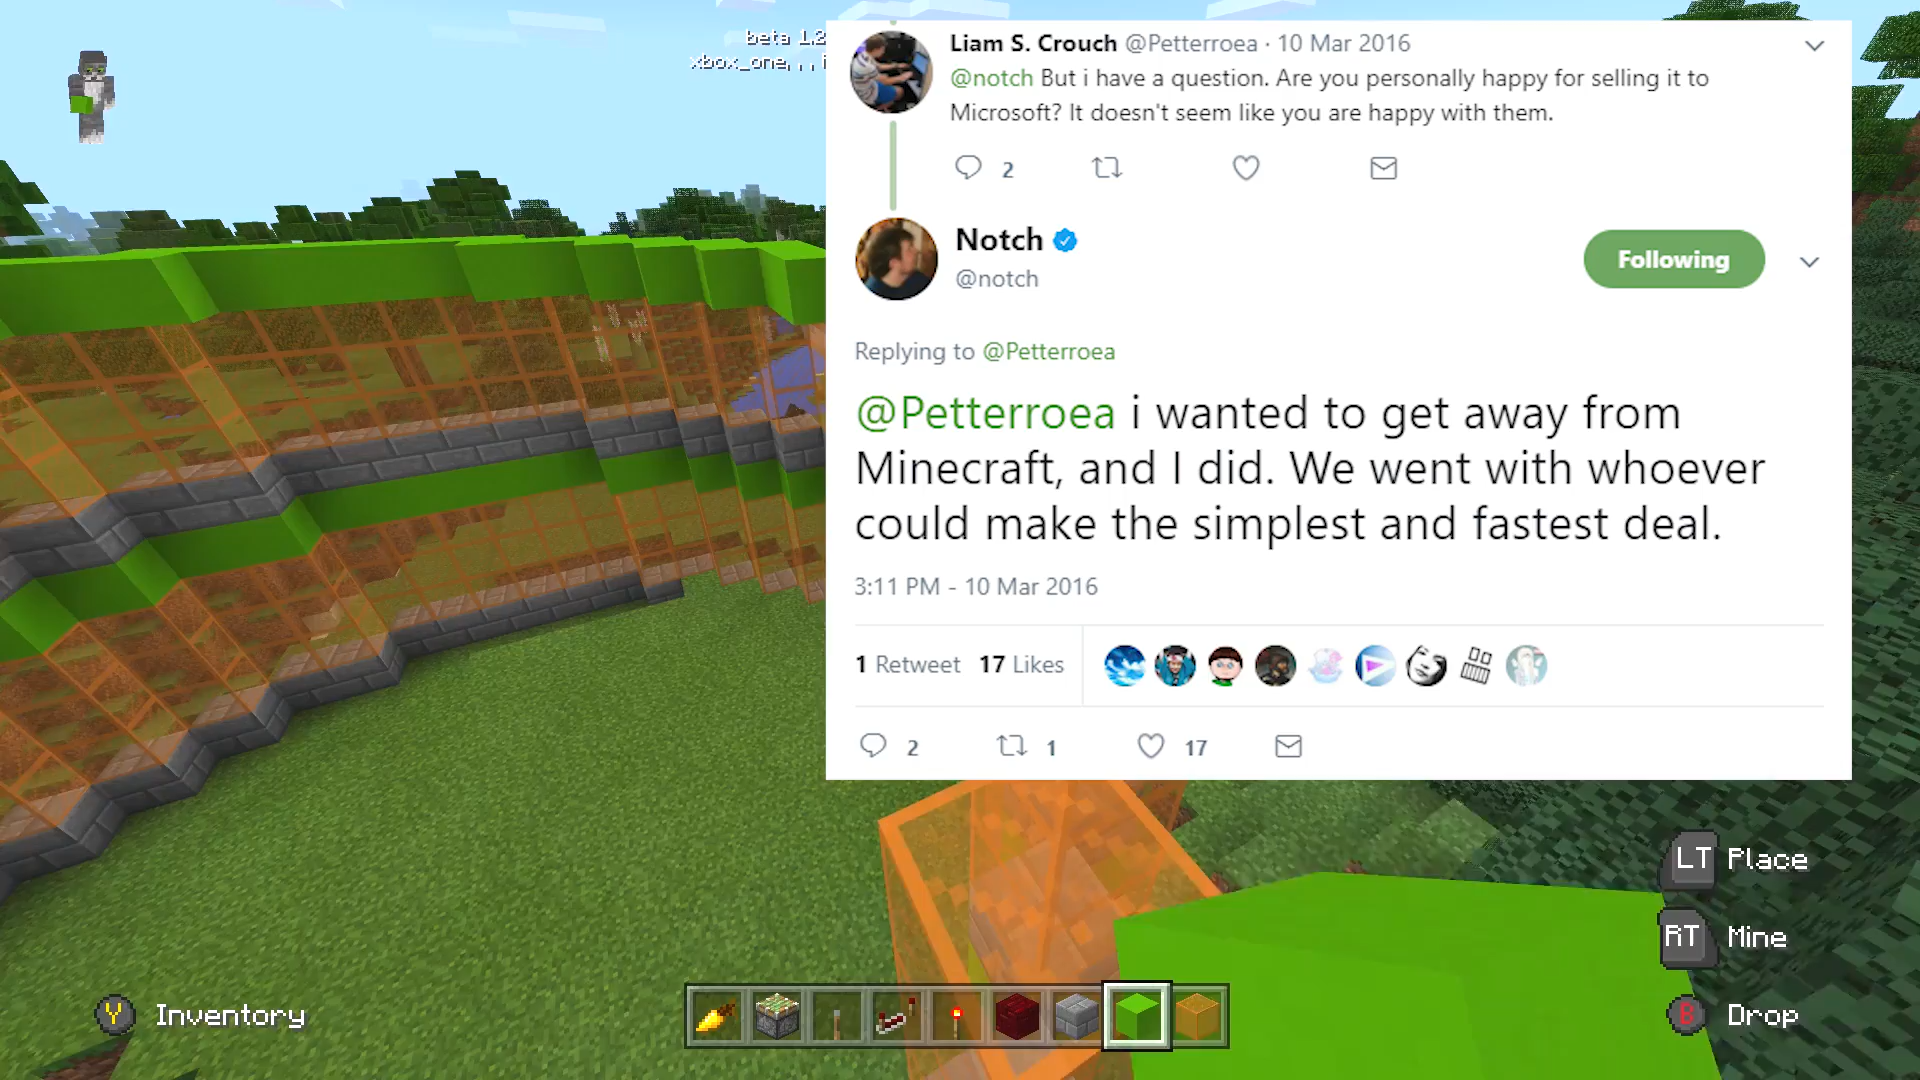 beta 1.2
xbox_one...i
Liam S. Crouch @Petterroea · 10 Mar 2016
@notch But i have a question. Are you personally happy for selling it to
Microsoft? It doesn't seem like you are happy with them.
2
Notch
@notch
Following
Replying to @Petterroea
@Petterroea i wanted to get away from
Minecraft, and I did. We went with whoever
could make the simplest and fastest deal.
3:11 PM - 10 Mar 2016
1 Retweet 17 Likes
2 1 17
LT Place
RT Mine
Y Inventory
B Drop